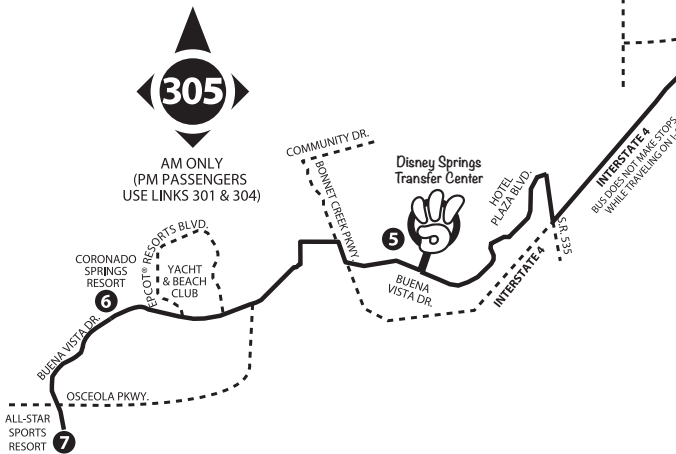 305
AM ONLY
(PM PASSENGERS
USE LINKS 301 & 304)
COMMUNITY DR.
BONNET CREEK PKWY.
Disney Springs
Transfer Center
HOTEL
PLAZA BLVD.
INTERSTATE 4
BUS DOES NOT MAKE STOPS
WHILE TRAVELING ON I-
S.R. 535
INTERSTATE 4
5
BUENA
VISTA DR.
EPCOT® RESORTS BLVD.
YACHT
& BEACH
CLUB
CORONADO
SPRINGS
RESORT
6
BUENA VISTA DR.
OSCEOLA PKWY.
ALL-STAR
SPORTS
RESORT
7